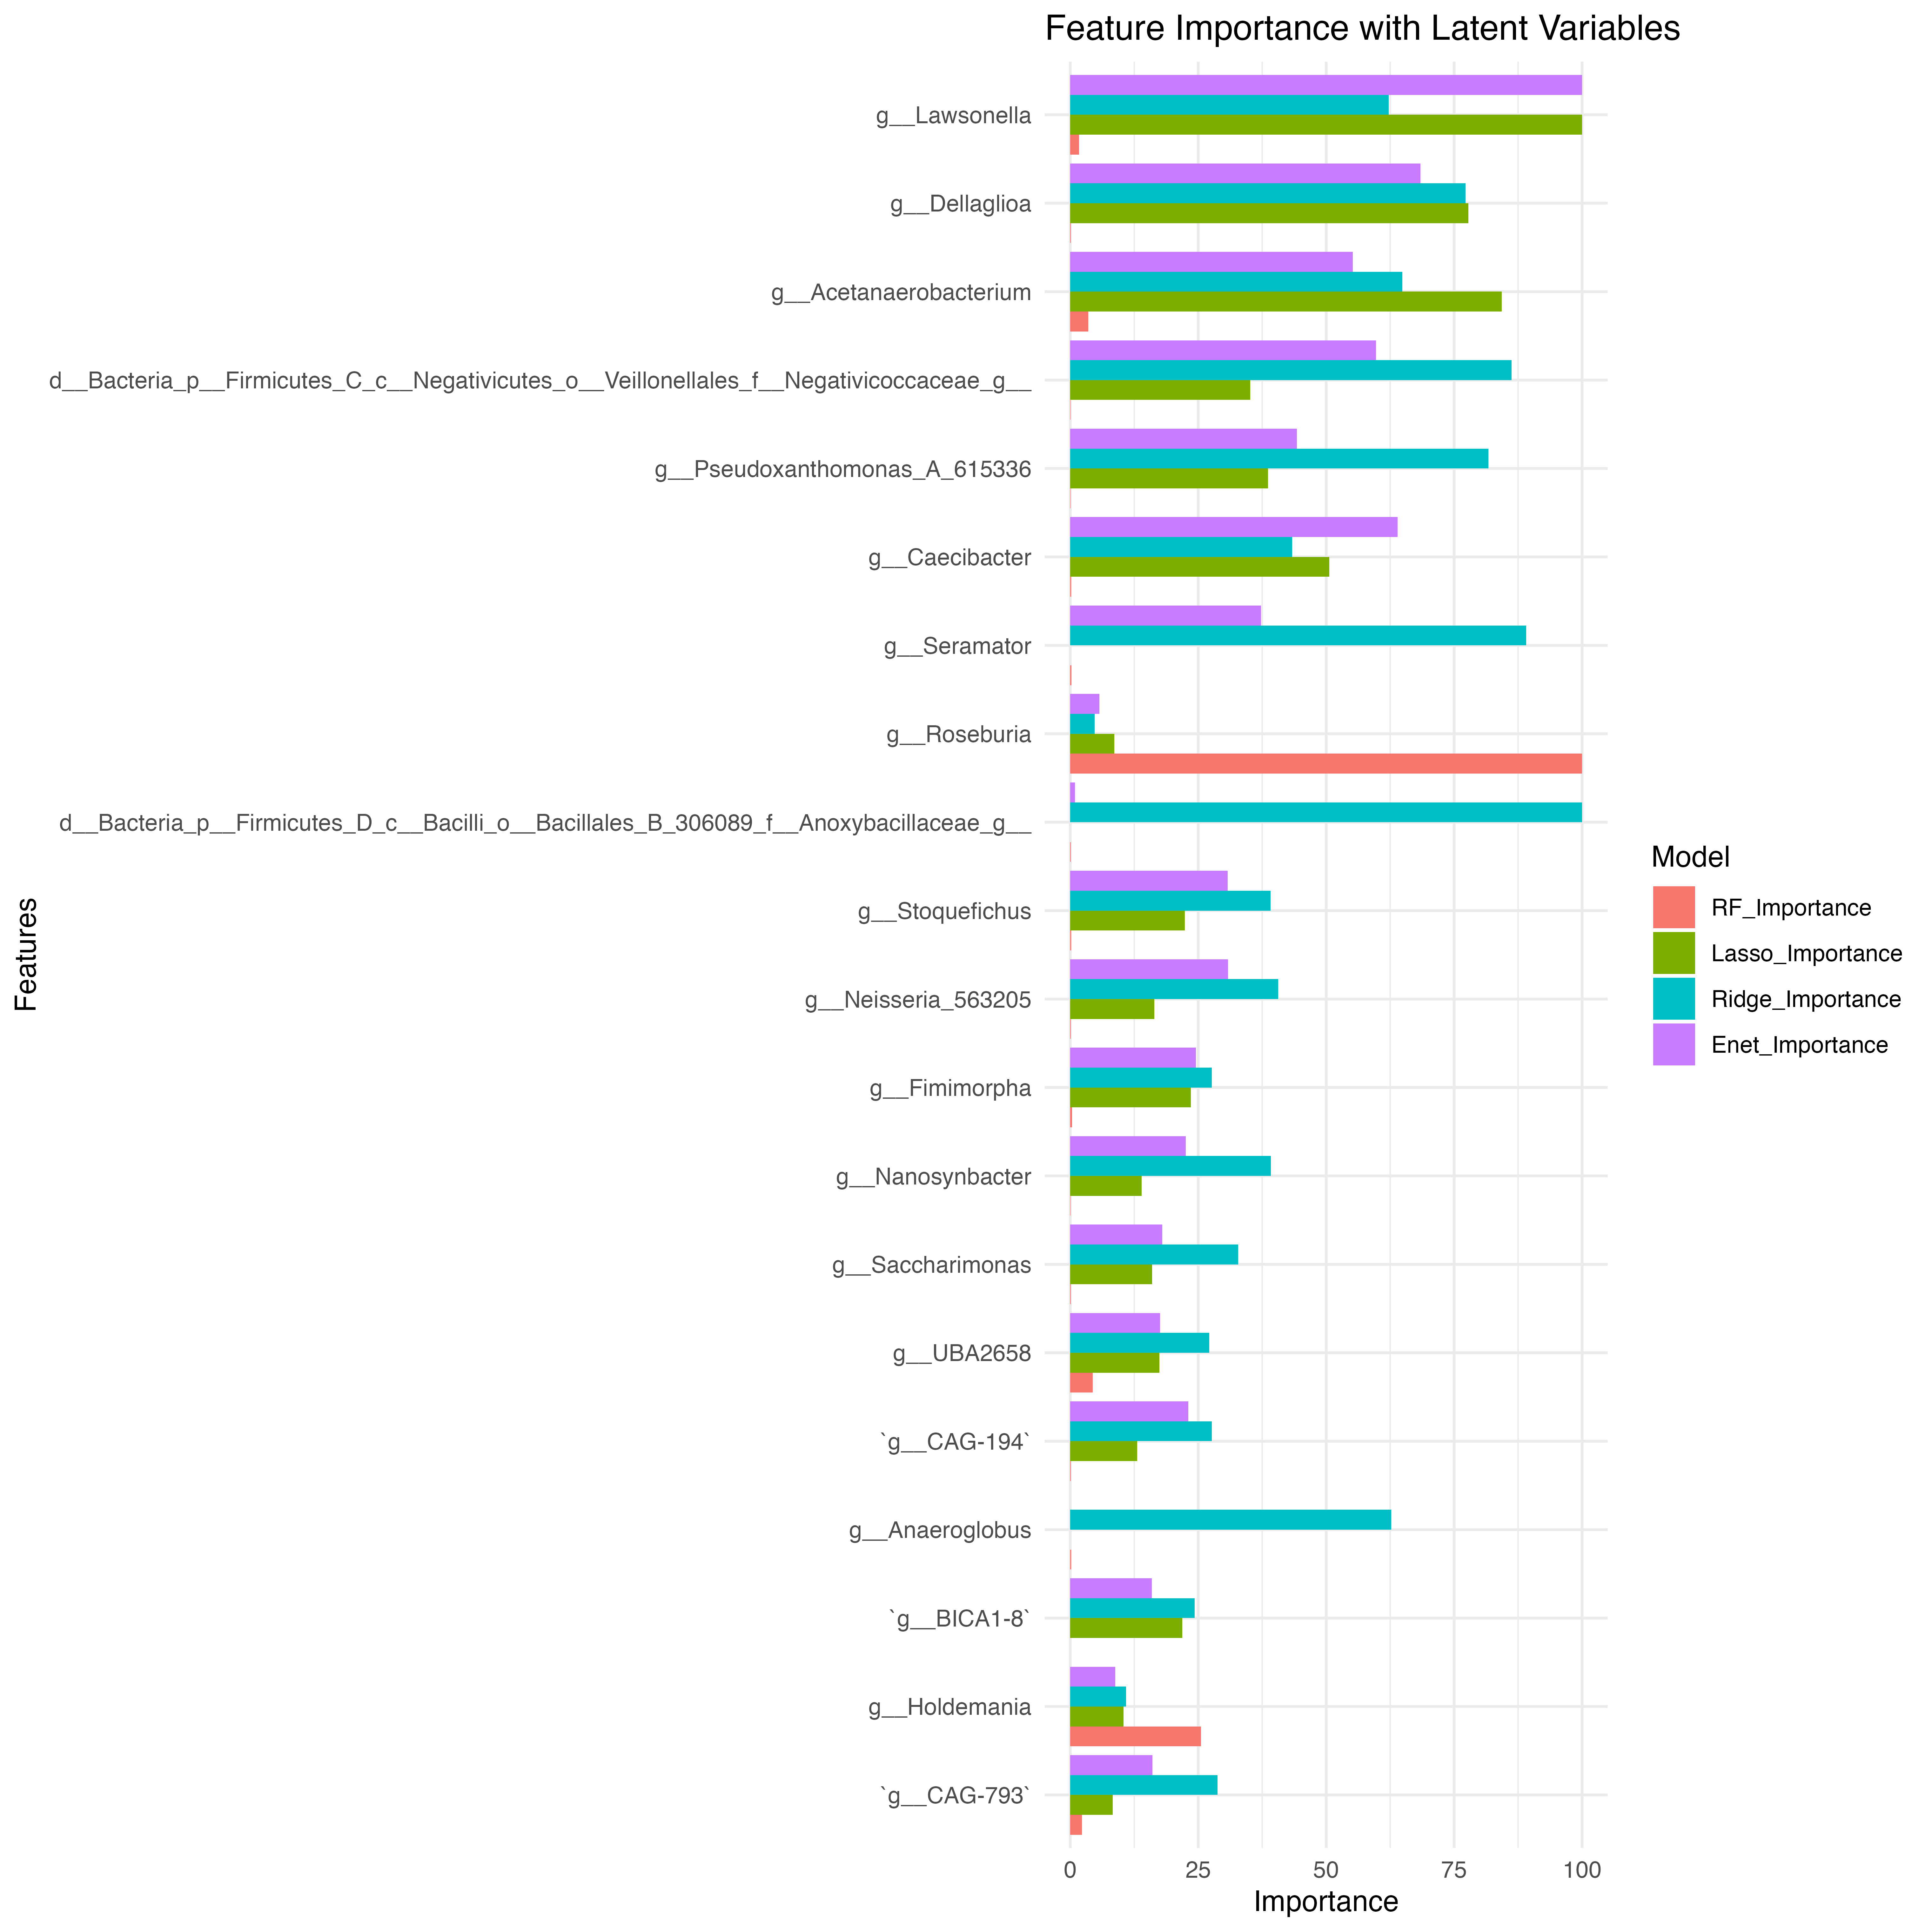 Feature Importance with Latent Variables
g__Lawsonella
g__Dellaglioa
g__Acetanaerobacterium
d__Bacteria_p__Firmicutes_C_c__Negativicutes_o__Veillonellales_f__Negativicoccaceae_g__
g__Pseudoxanthomonas_A_615336
g__Caecibacter
g__Seramator
g__Roseburia
d__Bacteria_p__Firmicutes_D_c__Bacilli_o__Bacillales_B_306089_f__Anoxybacillaceae_g__
g__Stoquefichus
g__Neisseria_563205
g__Fimimorpha
g__Nanosynbacter
g__Saccharimonas
g__UBA2658
`g__CAG-194`
g__Anaeroglobus
`g__BICA1-8`
g__Holdemania
`g__CAG-793`
Features
0 25 50 75 100
Importance
Model
RF_Importance
Lasso_Importance
Ridge_Importance
Enet_Importance